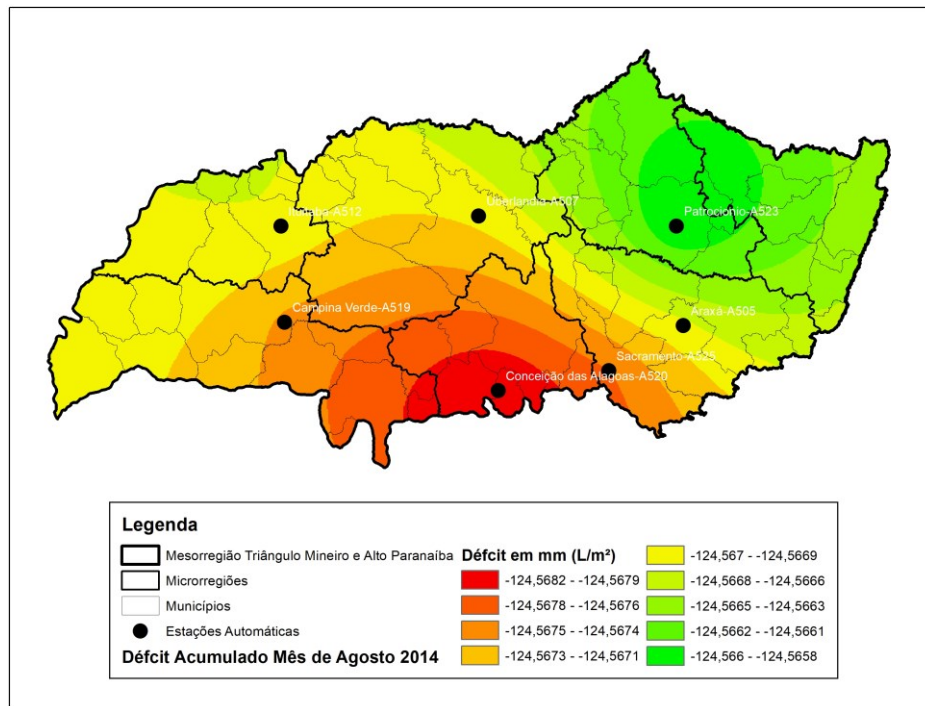 Ituiutaba-A512
Uberlandia-A507
Patrocionio-A523
Campina Verde-A519
Araxá-A505
Sacramento-A525
Conceição das Alagoas-A520
Legenda
Mesorregião Triângulo Mineiro e Alto Paranaíba
Microrregiões
Municípios
Estações Automáticas
Défcit Acumulado Mês de Agosto 2014
Défcit em mm (L/m²)
-124,5682 - -124,5679
-124,5678 - -124,5676
-124,5675 - -124,5674
-124,5673 - -124,5671
-124,567 - -124,5669
-124,5668 - -124,5666
-124,5665 - -124,5663
-124,5662 - -124,5661
-124,566 - -124,5658